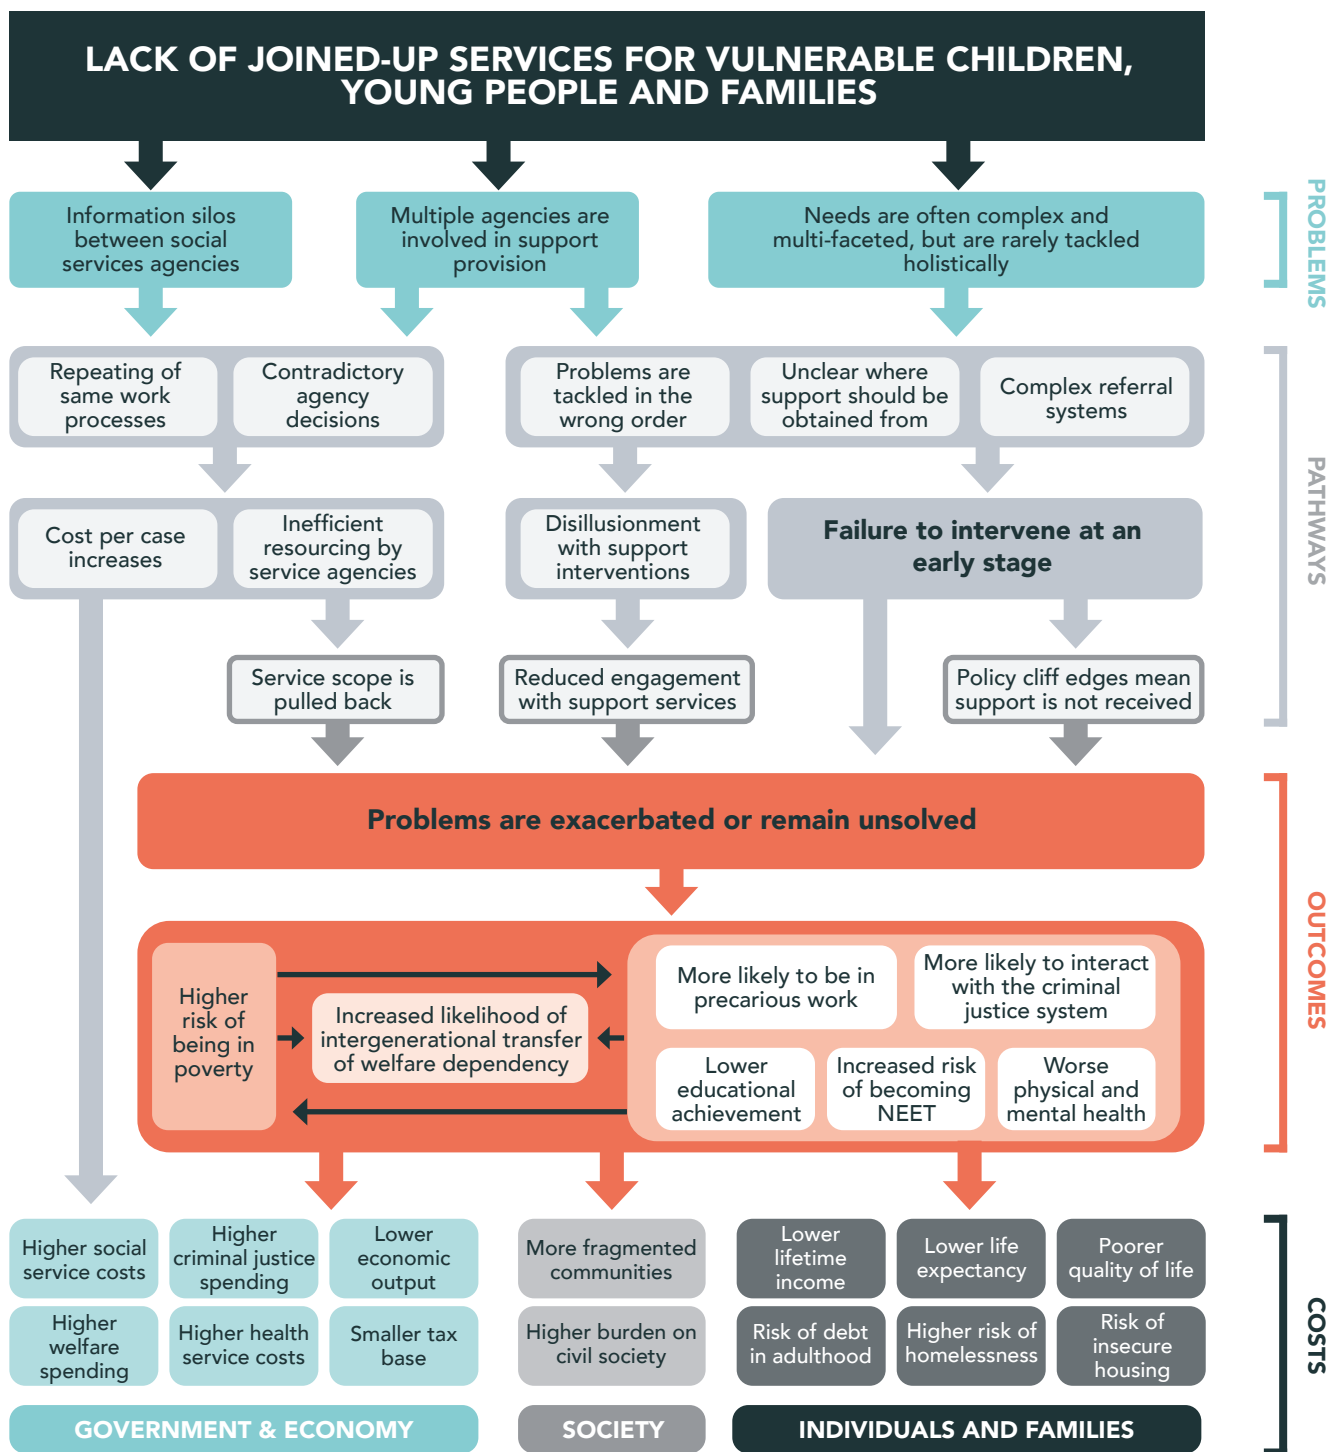 LACK OF JOINED-UP SERVICES FOR VULNERABLE CHILDREN,
YOUNG PEOPLE AND FAMILIES
PROBLEMS
Information silos
between social
services agencies
Multiple agencies are
involved in support
provision
Needs are often complex and
multi-faceted, but are rarely tackled
holistically
PATHWAYS
Repeating of
same work
processes
Contradictory
agency
decisions
Problems are
tackled in the
wrong order
Unclear where
support should be
obtained from
Complex referral
systems
Cost per case
increases
Inefficient
resourcing by
service agencies
Disillusionment
with support
interventions
Failure to intervene at an
early stage
Service scope is
pulled back
Reduced engagement
with support services
Policy cliff edges mean
support is not received
OUTCOMES
Problems are exacerbated or remain unsolved
Higher
risk of
being in
poverty
Increased likelihood of
intergenerational transfer
of welfare dependency
More likely to be in
precarious work
More likely to interact
with the criminal
justice system
Lower
educational
achievement
Increased risk
of becoming
NEET
Worse
physical and
mental health
COSTS
Higher social
service costs
Higher
criminal justice
spending
Lower
economic
output
More fragmented
communities
Lower
lifetime
income
Lower life
expectancy
Poorer
quality of life
Higher
welfare
spending
Higher health
service costs
Smaller tax
base
Higher burden on
civil society
Risk of debt
in adulthood
Higher risk of
homelessness
Risk of
insecure
housing
GOVERNMENT & ECONOMY
SOCIETY
INDIVIDUALS AND FAMILIES